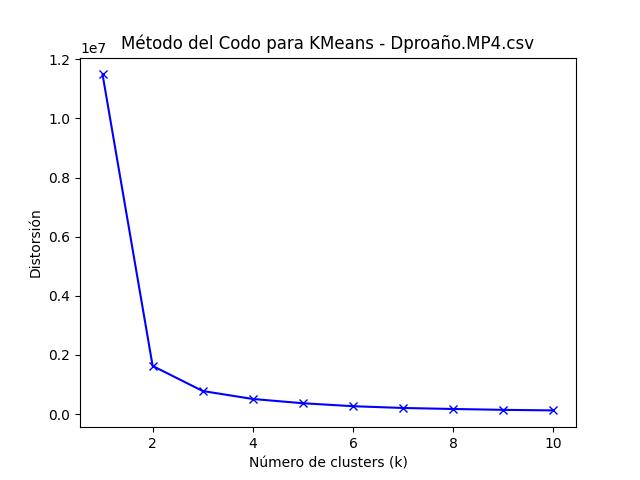 1e7
Método del Codo para KMeans - Dproaño.MP4.csv
1.2
1.0
0.8
0.6
0.4
0.2
0.0
Distorsión
2 4 6 8 10
Número de clusters (k)